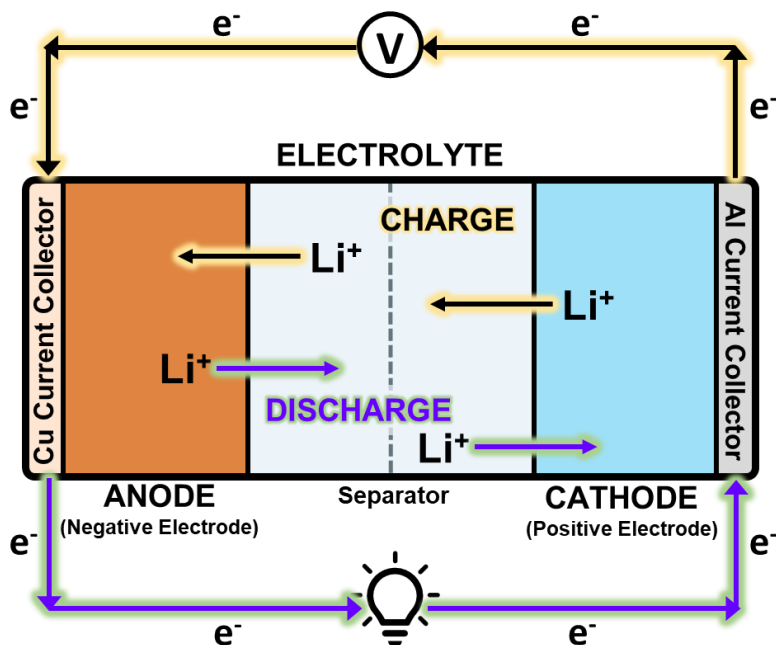 e⁻
e⁻
V
e⁻
e⁻
ELECTROLYTE
Cu Current Collector
CHARGE
Li⁺
Li⁺
Li⁺
DISCHARGE
Li⁺
Al Current Collector
ANODE
(Negative Electrode)
Separator
CATHODE
(Positive Electrode)
e⁻
e⁻
e⁻
e⁻